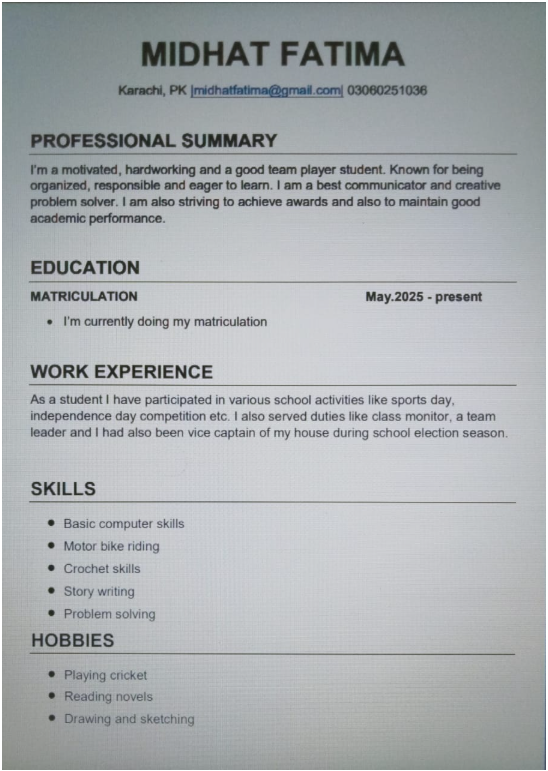 MIDHAT FATIMA
Karachi, PK |midhatfatima@gmail.com| 03060251036
PROFESSIONAL SUMMARY
I'm a motivated, hardworking and a good team player student. Known for being
organized, responsible and eager to learn. I am a best communicator and creative
problem solver. I am also striving to achieve awards and also to maintain good
academic performance.
EDUCATION
MATRICULATION May.2025 - present
• I'm currently doing my matriculation
WORK EXPERIENCE
As a student I have participated in various school activities like sports day,
independence day competition etc. I also served duties like class monitor, a team
leader and I had also been vice captain of my house during school election season.
SKILLS
• Basic computer skills
• Motor bike riding
• Crochet skills
• Story writing
• Problem solving
HOBBIES
• Playing cricket
• Reading novels
• Drawing and sketching